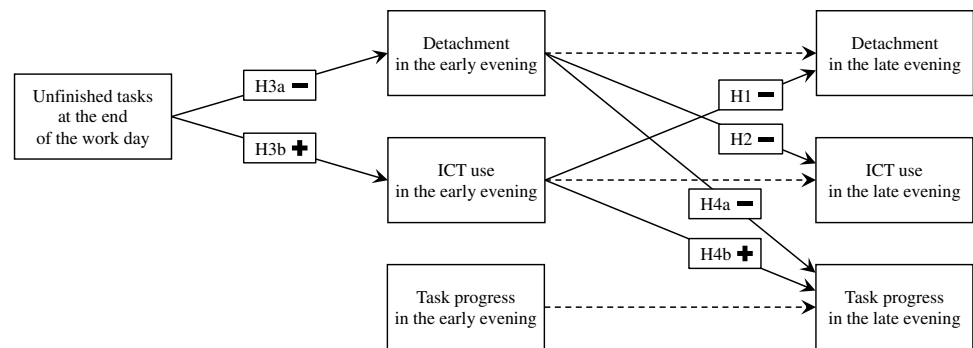 Unfinished tasks
at the end
of the work day
H3a −
H3b +
Detachment
in the early evening
ICT use
in the early evening
Task progress
in the early evening
H1 −
H2 −
H4a −
H4b +
Detachment
in the late evening
ICT use
in the late evening
Task progress
in the late evening